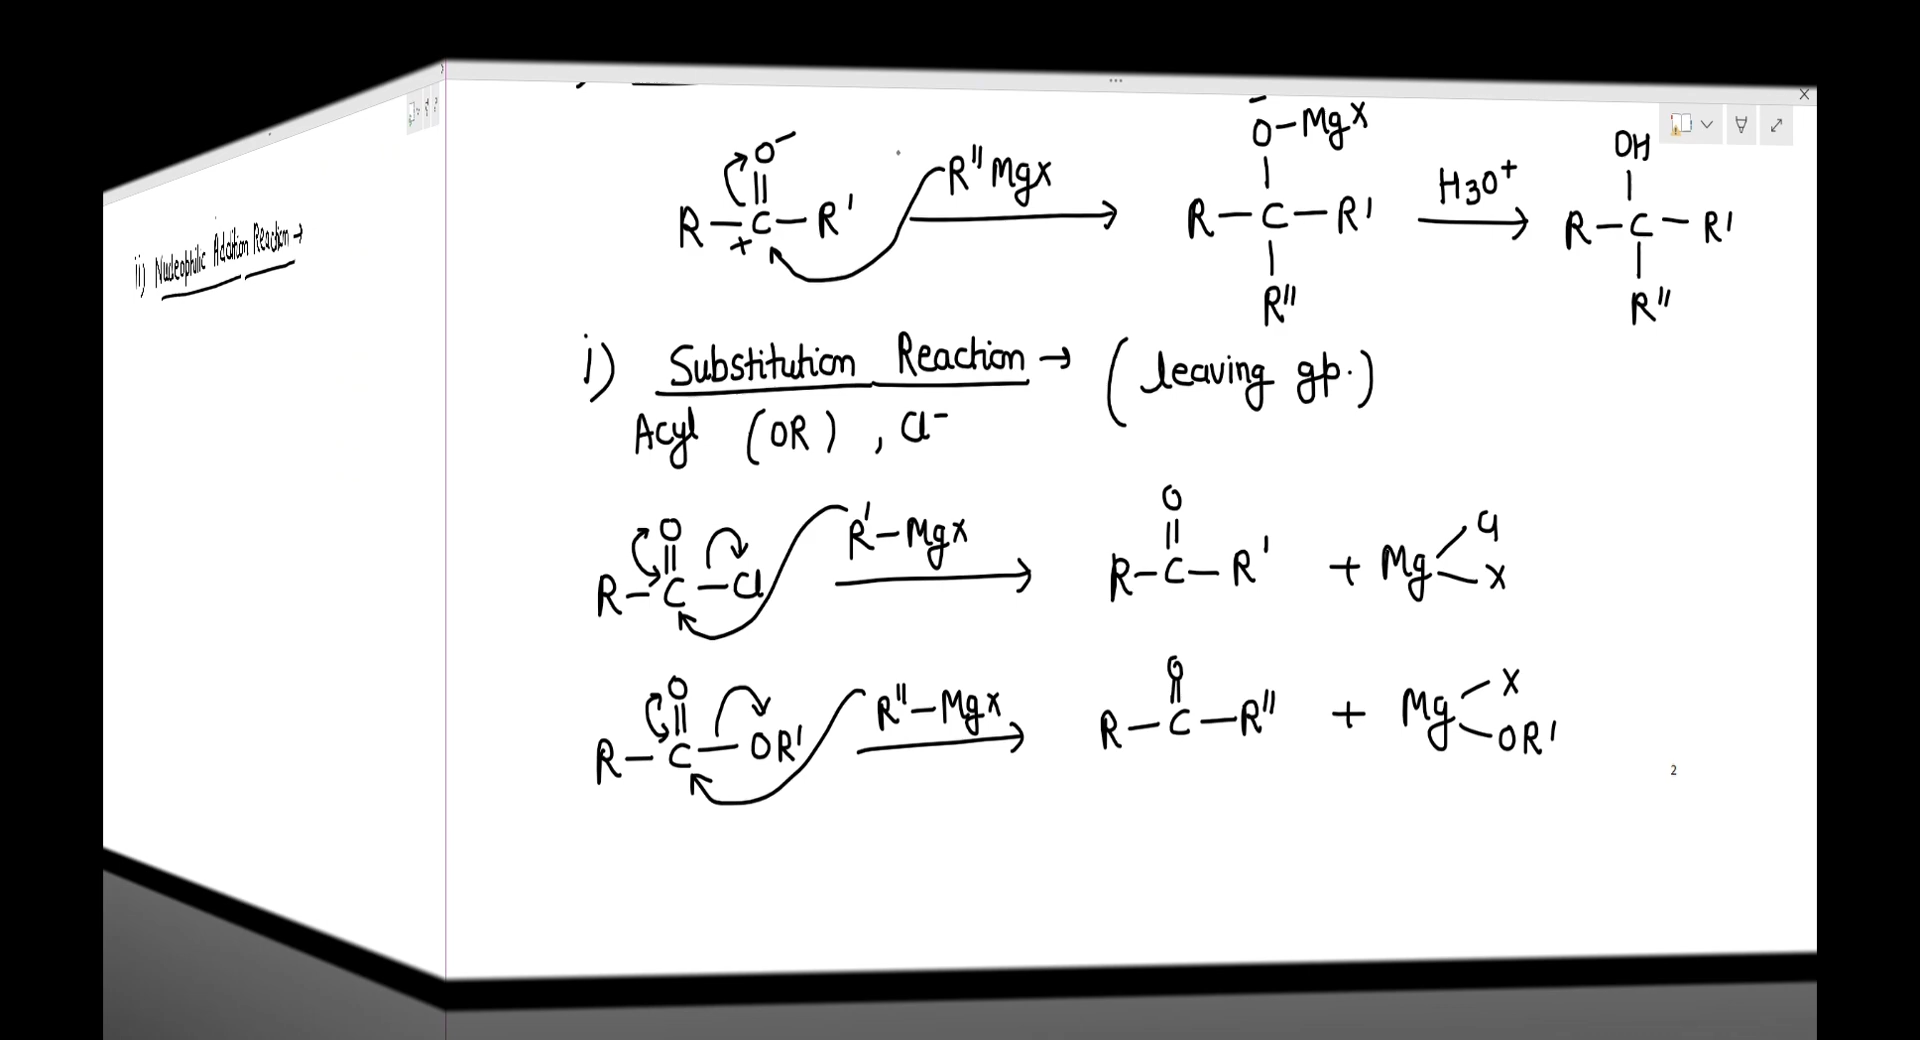 ii) Nucleophilic Addition Reaction →
O⁻
R — C — R'
+
R"MgX
O⁻—MgX
R — C — R'
R"
H3O⁺
OH
R — C — R'
R"
i) Substitution Reaction → (leaving gp.)
Acyl (OR), Cl⁻
O
R — C — Cl
R'—MgX
O
R — C — R' + Mg
Cl
X
O
R — C — OR'
R"—MgX
O
R — C — R" + Mg
X
OR'
2